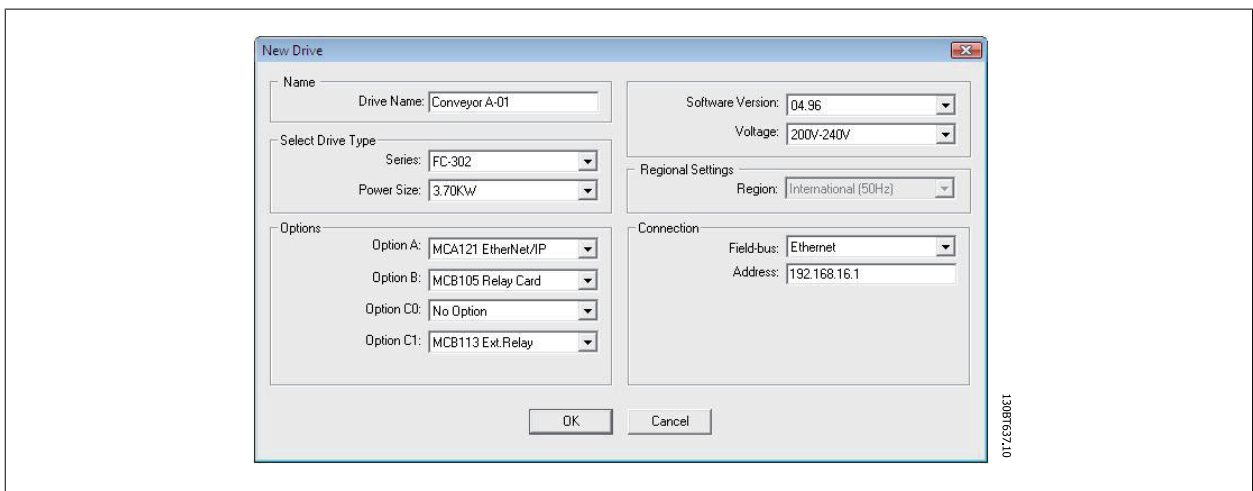 New Drive
Name
Drive Name: Conveyor A-01
Select Drive Type
Series: FC-302
Power Size: 3.70KW
Options
Option A: MCA121 EtherNet/IP
Option B: MCB105 Relay Card
Option C0: No Option
Option C1: MCB113 Ext.Relay
Software Version: 04.96
Voltage: 200V-240V
Regional Settings
Region: International (50Hz)
Connection
Field-bus: Ethernet
Address: 192.168.16.1
OK
Cancel
130BT637.10